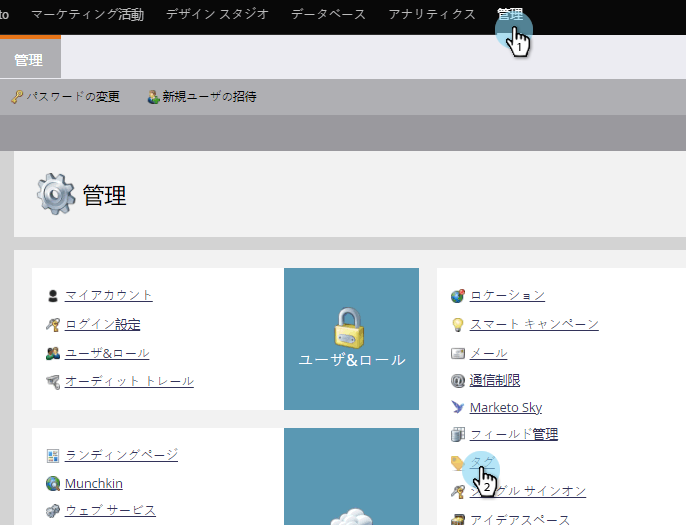 to マーケティング活動 デザイン スタジオ データベース アナリティクス 管理
1
管理
パスワードの変更 新規ユーザの招待
管理
マイアカウント
ログイン設定
ユーザ&ロール
オーディット トレール
ユーザ&ロール
ランディングページ
Munchkin
ウェブ サービス
ロケーション
スマート キャンペーン
メール
通信制限
Marketo Sky
フィールド管理
タグ
2
シングル サインオン
アイデアスペース